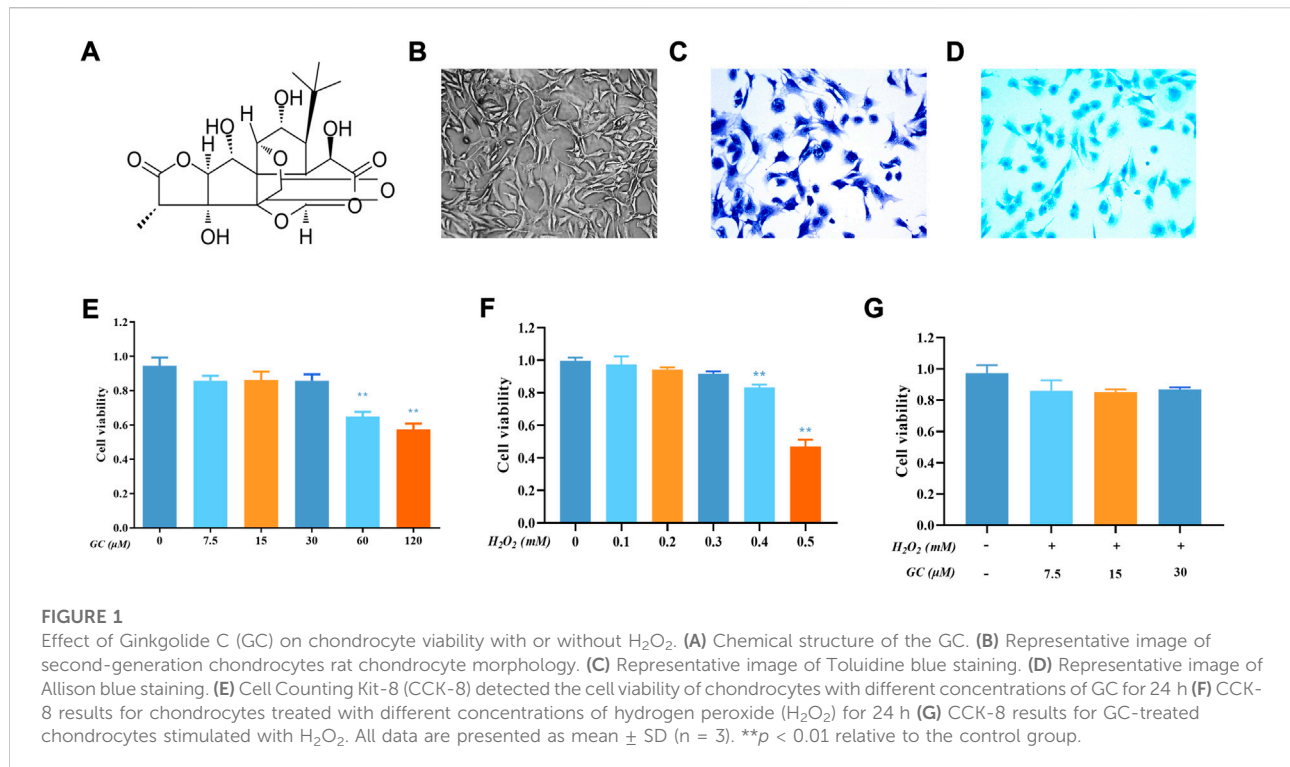 A
B
C
D
OH
H
H
HO
OH
O
O
O
O
O
O
O
OH
H
E
Cell viability
1.2
1.0
0.8
0.6
0.4
0.2
0.0
**
**
GC (μM)
0 7.5 15 30 60 120
F
Cell viability
1.2
1.0
0.8
0.6
0.4
0.2
0.0
**
**
H₂O₂ (mM)
0 0.1 0.2 0.3 0.4 0.5
G
Cell viability
1.2
1.0
0.8
0.6
0.4
0.2
0.0
H₂O₂ (mM) - + + +
GC (μM) - 7.5 15 30
FIGURE 1
Effect of Ginkgolide C (GC) on chondrocyte viability with or without H₂O₂. (A) Chemical structure of the GC. (B) Representative image of
second-generation chondrocytes rat chondrocyte morphology. (C) Representative image of Toluidine blue staining. (D) Representative image of
Allison blue staining. (E) Cell Counting Kit-8 (CCK-8) detected the cell viability of chondrocytes with different concentrations of GC for 24 h (F) CCK-
8 results for chondrocytes treated with different concentrations of hydrogen peroxide (H₂O₂) for 24 h (G) CCK-8 results for GC-treated
chondrocytes stimulated with H₂O₂. All data are presented as mean ± SD (n = 3). **p < 0.01 relative to the control group.